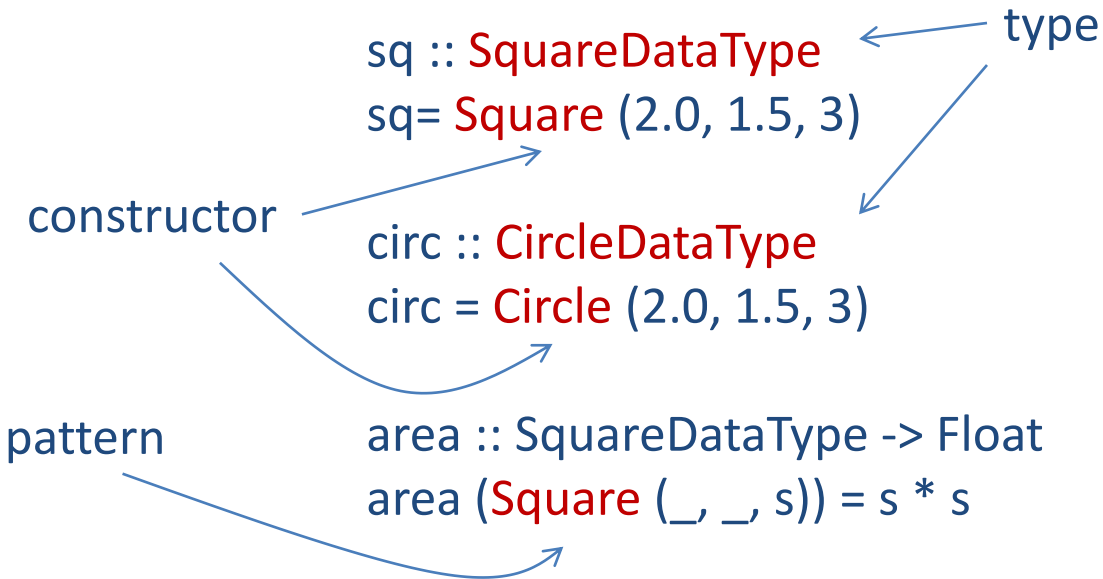 type
sq :: SquareDataType
sq= Square (2.0, 1.5, 3)
constructor
circ :: CircleDataType
circ = Circle (2.0, 1.5, 3)
pattern
area :: SquareDataType -> Float
area (Square (_, _, s)) = s * s